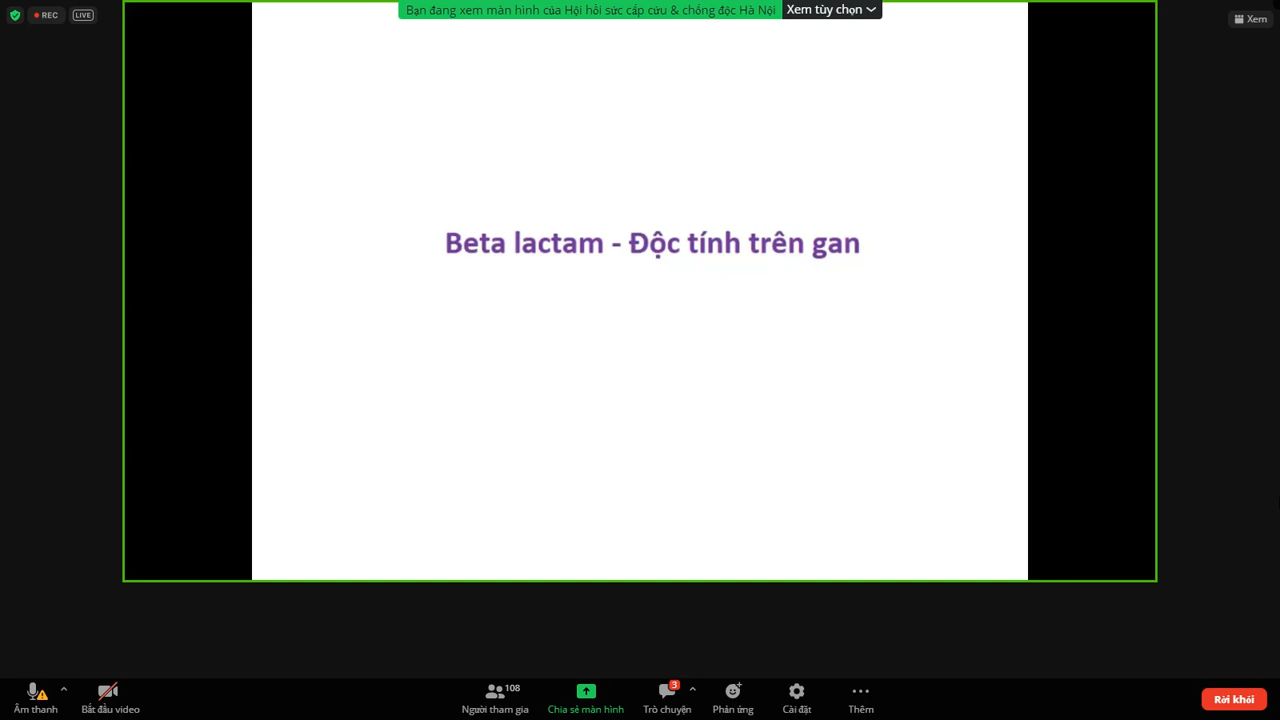 REC
LIVE
Bạn đang xem màn hình của Hội hồi sức cấp cứu & chống độc Hà Nội
Xem tùy chọn
Xem
Beta lactam - Độc tính trên gan
Âm thanh
Bắt đầu video
108
Người tham gia
Chia sẻ màn hình
3
Trò chuyện
Phản ứng
Cài đặt
Thêm
Rời khỏi